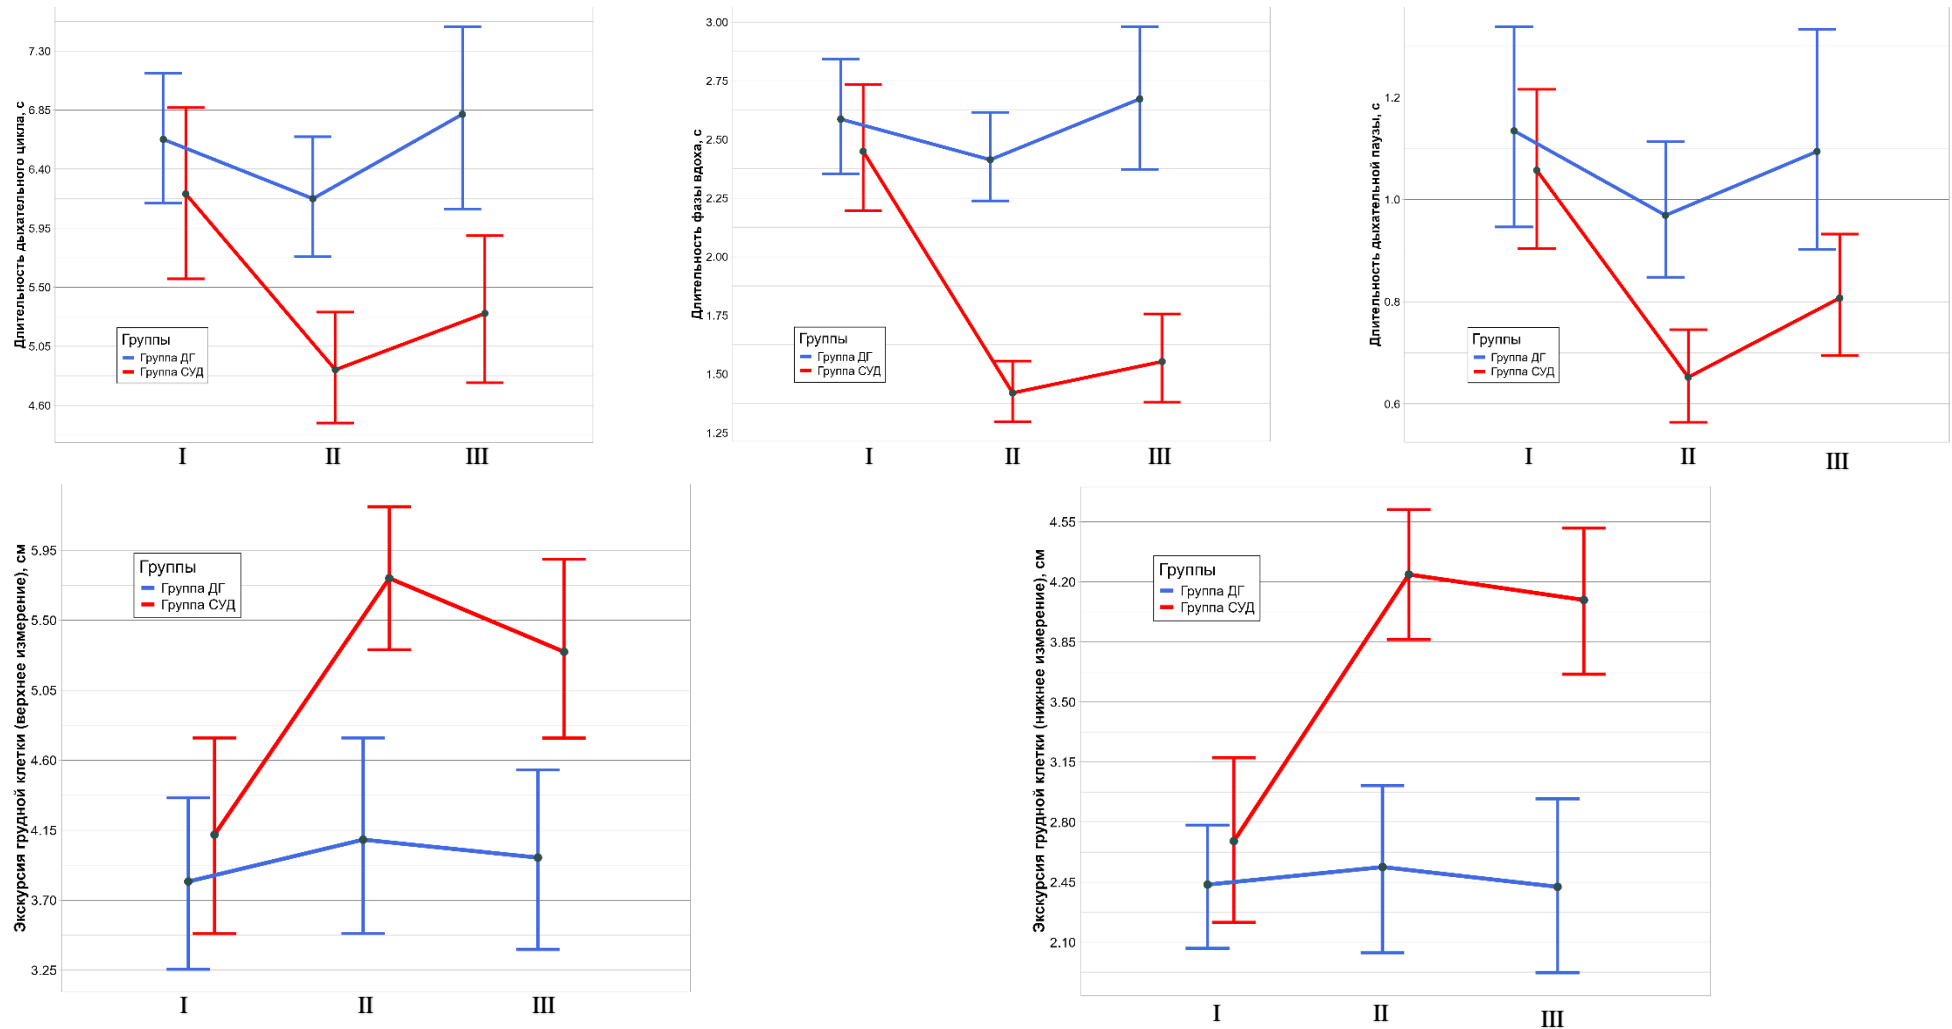 Длительность дыхательного цикла, с
7.30
6.85
6.40
5.95
5.50
5.05
4.60
Группы
Группа ДГ
Группа СУД
I II III
Длительность фазы вдоха, с
3.00
2.75
2.50
2.25
2.00
1.75
1.50
1.25
Группы
Группа ДГ
Группа СУД
I II III
Длительность дыхательной паузы, с
1.2
1.0
0.8
0.6
Группы
Группа ДГ
Группа СУД
I II III
Экскурсия грудной клетки (верхнее измерение), см
5.95
5.50
5.05
4.60
4.15
3.70
3.25
Группы
Группа ДГ
Группа СУД
I II III
Экскурсия грудной клетки (нижнее измерение), см
4.55
4.20
3.85
3.50
3.15
2.80
2.45
2.10
Группы
Группа ДГ
Группа СУД
I II III